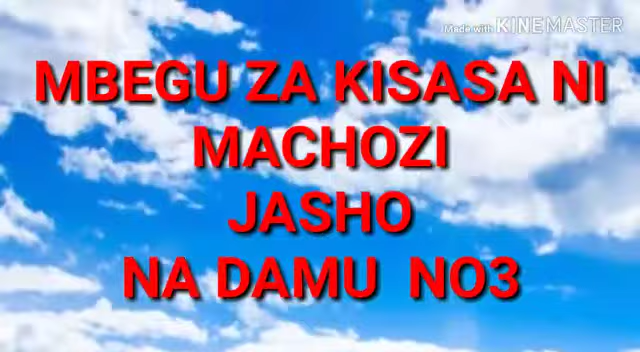 Made with KINEMASTER
MBEGU ZA KISASA NI
MACHOZI
JASHO
NA DAMU NO3